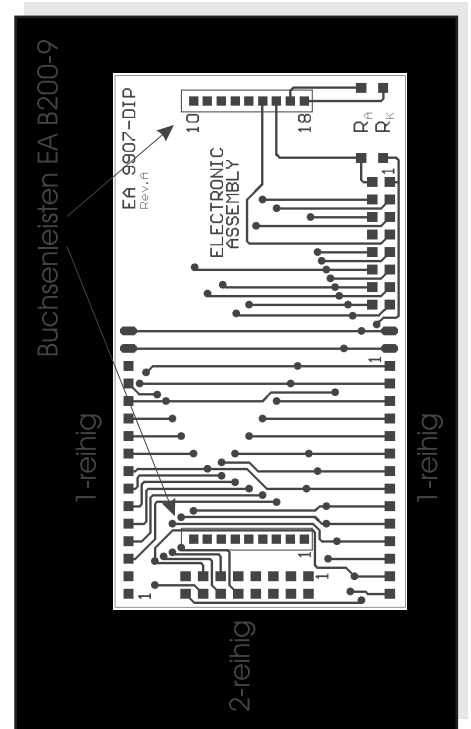 Buchsenleisten EA B200-9
EA 9907-DIP
Rev.A
10
18
RA
RK
ELECTRONIC
ASSEMBLY
1
1
1-reihig
1-reihig
1
1
1
2-reihig